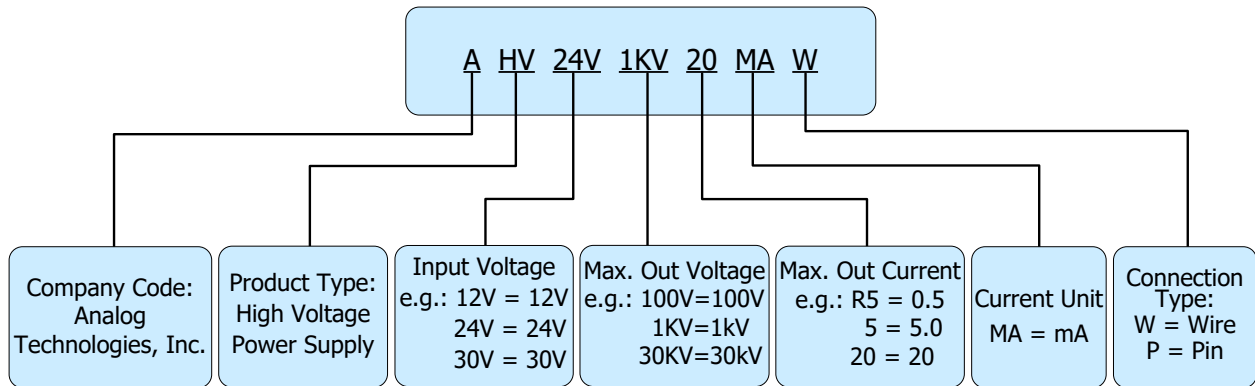 A HV 24V 1KV 20 MA W
Company Code:
Analog
Technologies, Inc.
Product Type:
High Voltage
Power Supply
Input Voltage
e.g.: 12V = 12V
24V = 24V
30V = 30V
Max. Out Voltage
e.g.: 100V=100V
1KV=1kV
30KV=30kV
Max. Out Current
e.g.: R5 = 0.5
5 = 5.0
20 = 20
Current Unit
MA = mA
Connection
Type:
W = Wire
P = Pin